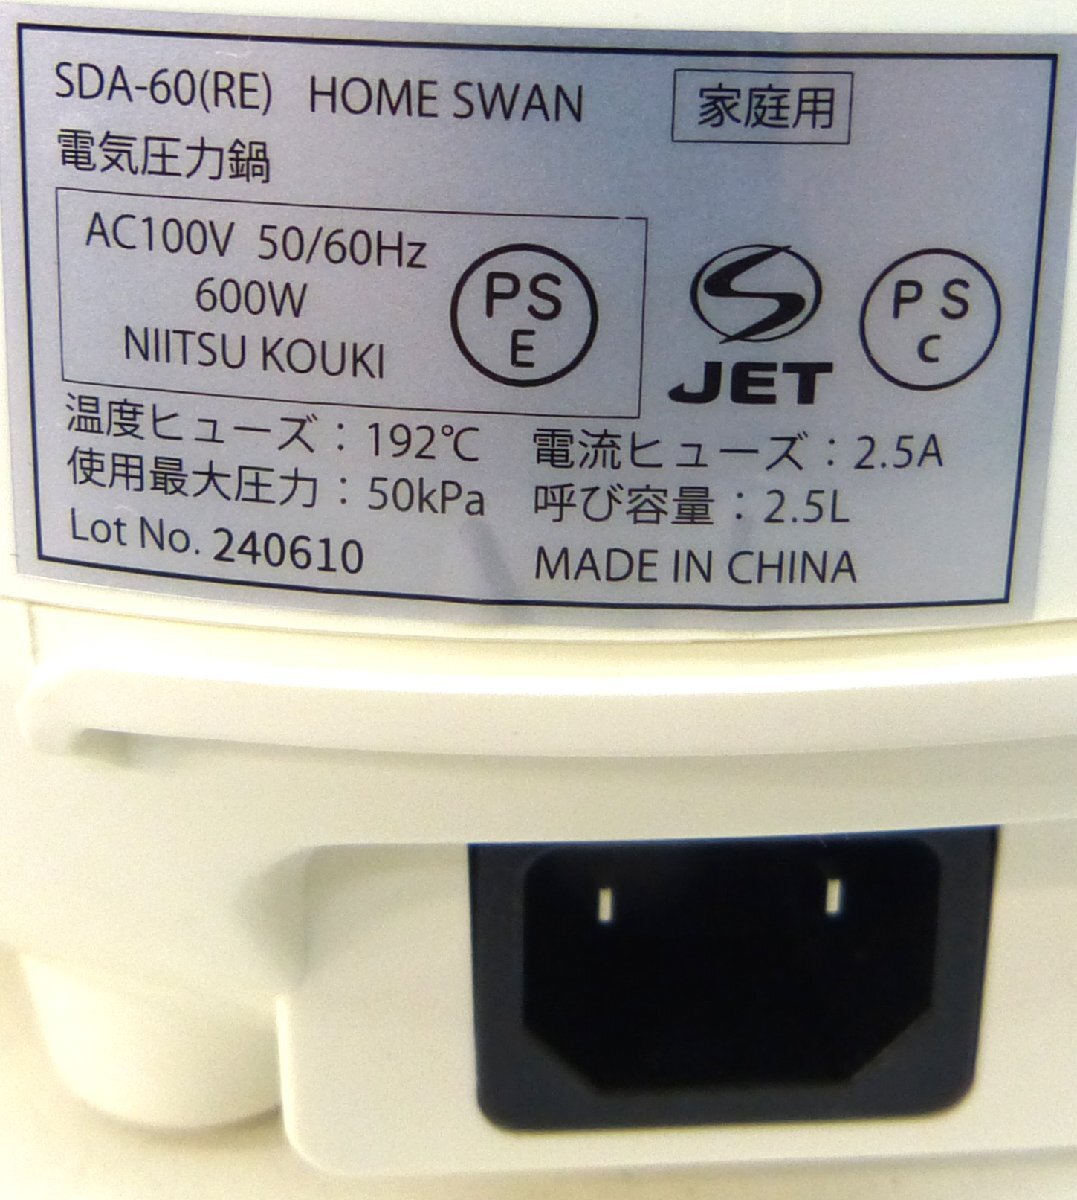 SDA-60(RE) HOME SWAN 家庭用
電気圧力鍋
AC100V 50/60Hz
600W
NIITSU KOUKI
PS
E
JET
PS
C
温度ヒューズ：192℃ 電流ヒューズ：2.5A
使用最大圧力：50kPa 呼び容量：2.5L
Lot No. 240610 MADE IN CHINA